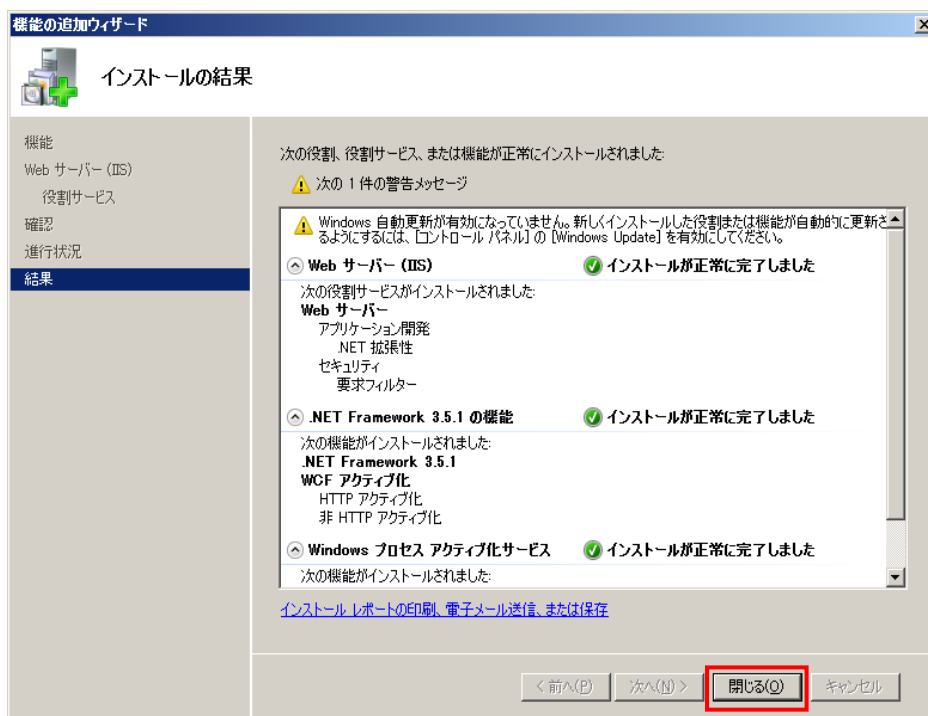 機能の追加ウィザード
インストールの結果
機能
Web サーバー (IIS)
役割サービス
確認
進行状況
結果
次の役割、役割サービス、または機能が正常にインストールされました:
次の 1 件の警告メッセージ
Windows 自動更新が有効になっていません。新しくインストールした役割または機能が自動的に更新さ
るようにするには、[コントロール パネル] の [Windows Update] を有効にしてください。
Web サーバー (IIS) インストールが正常に完了しました
次の役割サービスがインストールされました:
Web サーバー
アプリケーション開発
.NET 拡張性
セキュリティ
要求フィルター
.NET Framework 3.5.1 の機能 インストールが正常に完了しました
次の機能がインストールされました:
.NET Framework 3.5.1
WCF アクティブ化
HTTP アクティブ化
非 HTTP アクティブ化
Windows プロセス アクティブ化サービス インストールが正常に完了しました
次の機能がインストールされました:
インストール レポートの印刷、電子メール送信、または保存
< 前へ(P) 次へ(N) > 閉じる(O) キャンセル